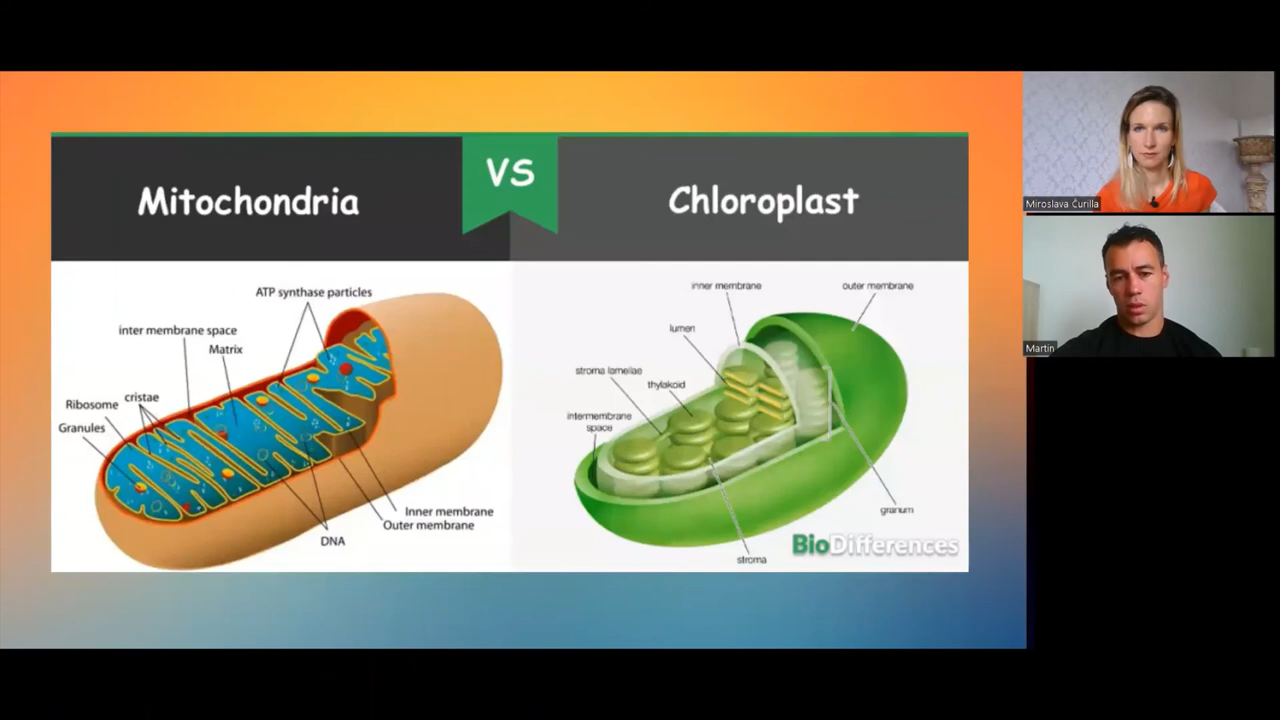 Mitochondria
VS
Chloroplast
ATP synthase particles
inter membrane space
Matrix
cristae
Ribosome
Granules
Inner membrane
Outer membrane
DNA
inner membrane
outer membrane
lumen
stroma lamelae
thylakoid
intermembrane
space
granum
stroma
BioDifferences
Miroslava Čurilla
Martin